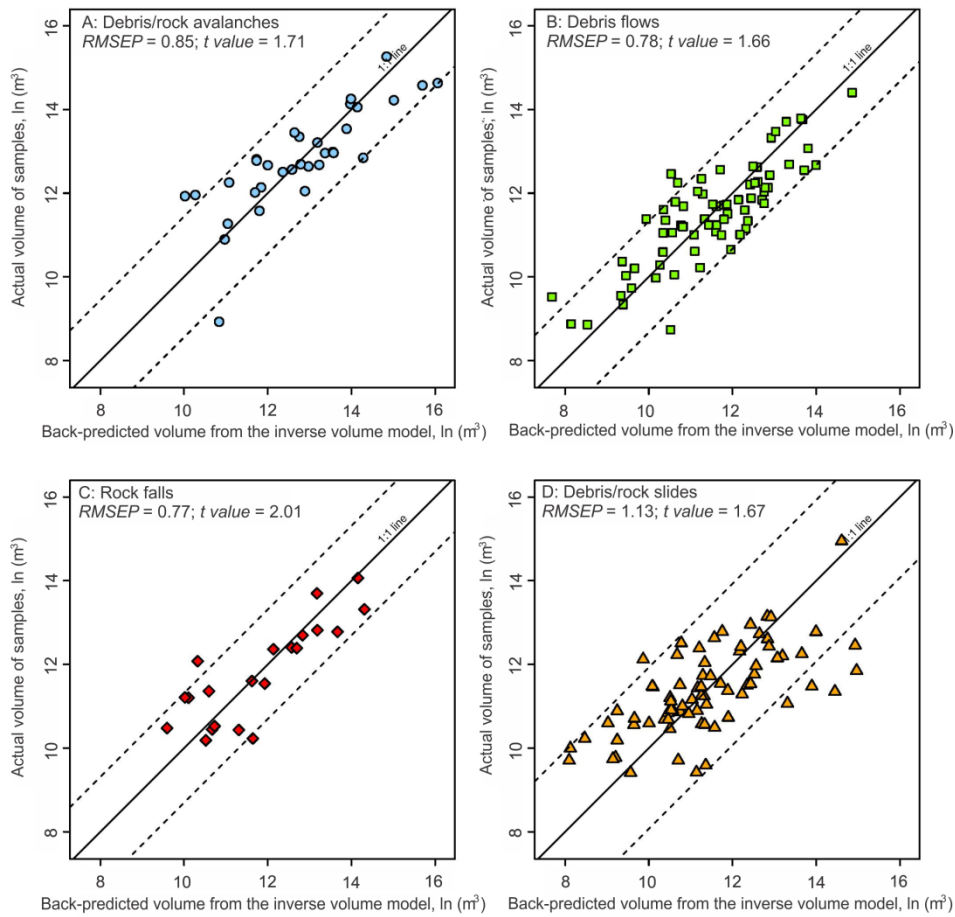 A: Debris/rock avalanches
RMSEP = 0.85; t value = 1.71
1:1 line
16
14
12
10
8
Actual volume of samples, ln (m³)
8 10 12 14 16
Back-predicted volume from the inverse volume model, ln (m³)
B: Debris flows
RMSEP = 0.78; t value = 1.66
1:1 line
16
14
12
10
8
Actual volume of samples, ln (m³)
8 10 12 14 16
Back-predicted volume from the inverse volume model, ln (m³)
C: Rock falls
RMSEP = 0.77; t value = 2.01
1:1 line
16
14
12
10
8
Actual volume of samples, ln (m³)
8 10 12 14 16
Back-predicted volume from the inverse volume model, ln (m³)
D: Debris/rock slides
RMSEP = 1.13; t value = 1.67
1:1 line
16
14
12
10
8
Actual volume of samples, ln (m³)
8 10 12 14 16
Back-predicted volume from the inverse volume model, ln (m³)